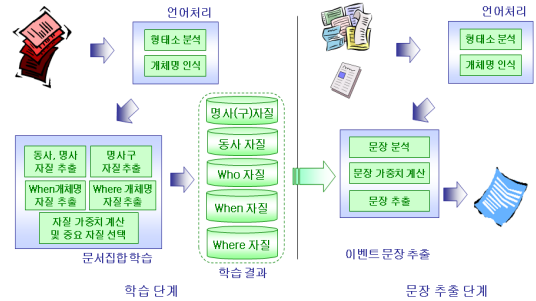 언어처리
형태소 분석
개체명 인식
동사, 명사
자질 추출
명사구
자질추출
When개체명
자질 추출
Where 개체명
자질 추출
자질 가중치 계산
및 중요 자질 선택
문서집합 학습
명사(구)자질
동사 자질
Who 자질
When 자질
Where 자질
학습 결과
학습 단계
언어처리
형태소 분석
개체명 인식
문장 분석
문장 가중치 계산
문장 추출
이벤트 문장 추출
문장 추출 단계